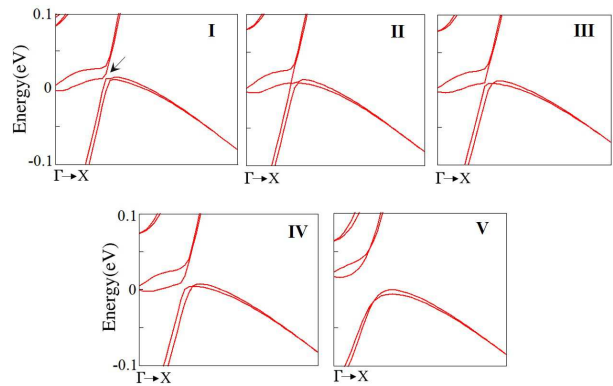 I
II
III
Energy(eV)
0.1
0
-0.1
Γ→X
Γ→X
Γ→X
IV
V
Energy(eV)
0.1
0
-0.1
Γ→X
Γ→X